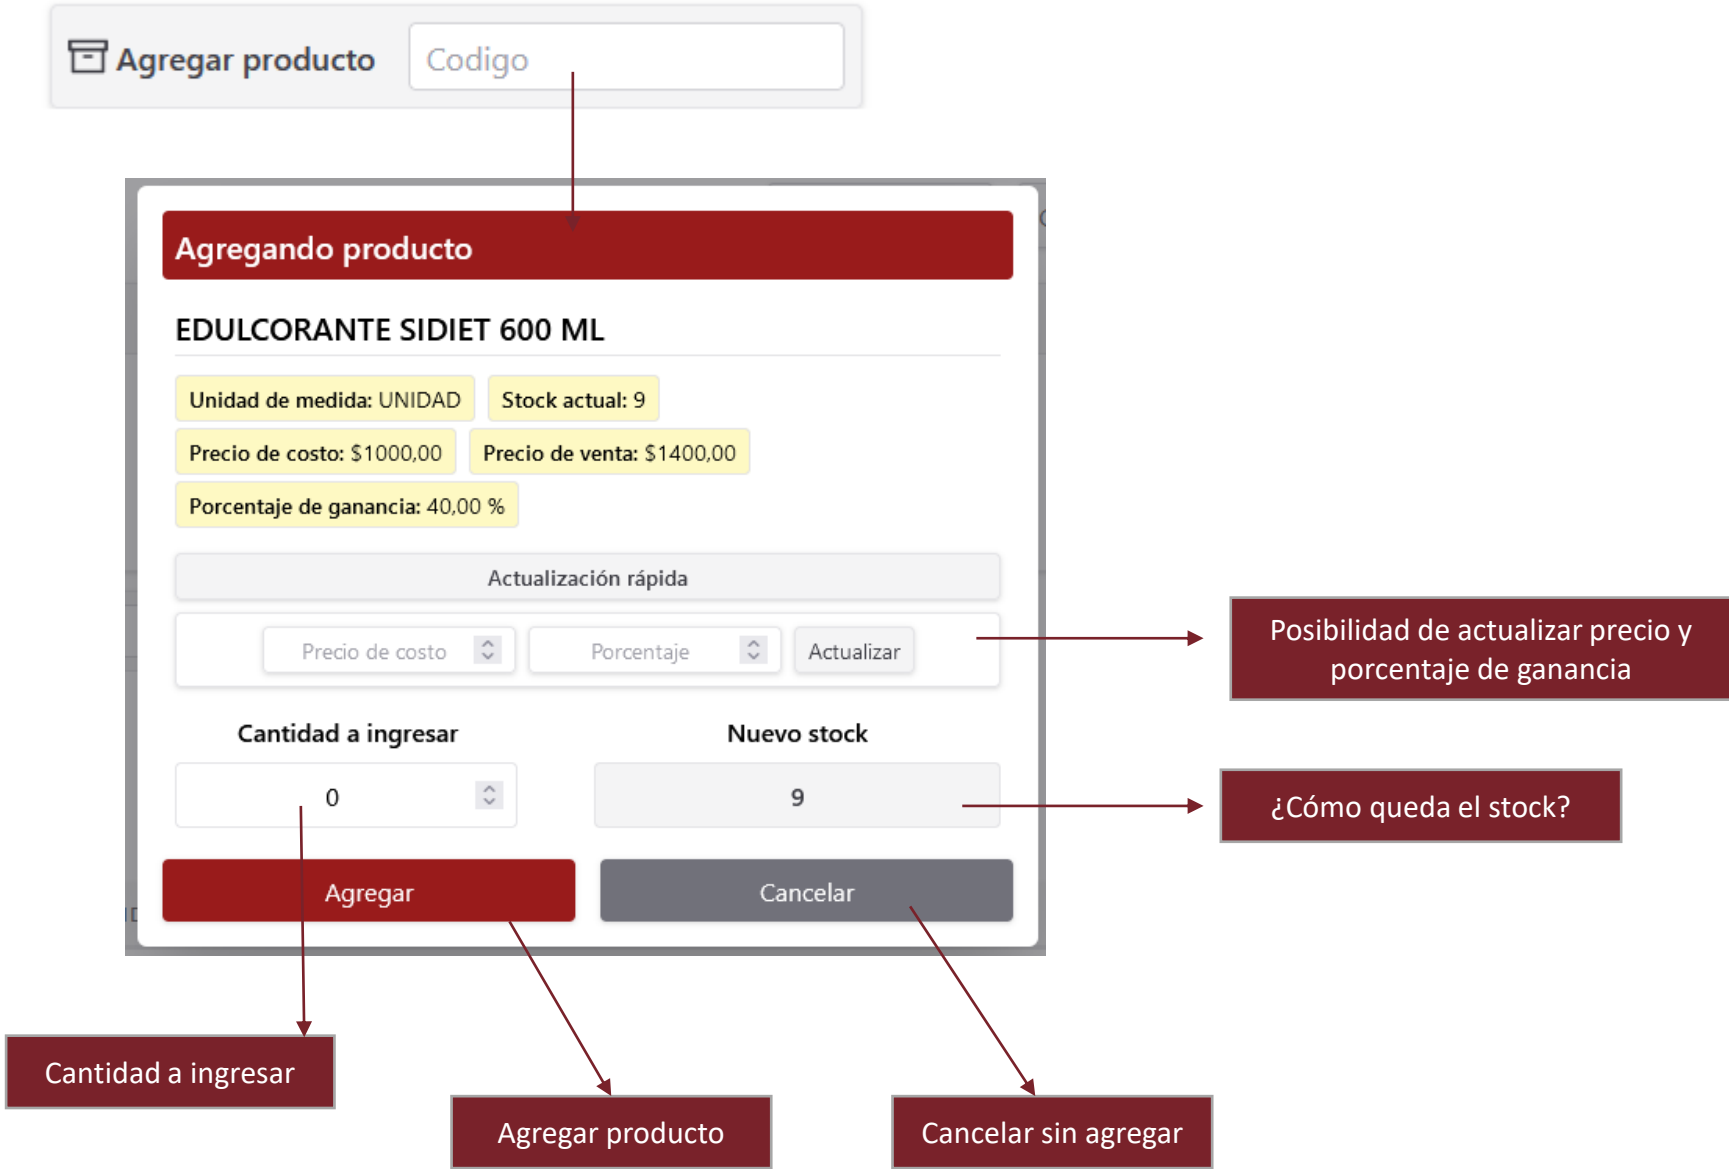 Agregar producto
Codigo
Agregando producto
EDULCORANTE SIDIET 600 ML
Unidad de medida: UNIDAD
Stock actual: 9
Precio de costo: $1000,00
Precio de venta: $1400,00
Porcentaje de ganancia: 40,00 %
Actualización rápida
Precio de costo
Porcentaje
Actualizar
Posibilidad de actualizar precio y
porcentaje de ganancia
Cantidad a ingresar
Nuevo stock
0
9
¿Cómo queda el stock?
Agregar
Cancelar
Cantidad a ingresar
Agregar producto
Cancelar sin agregar